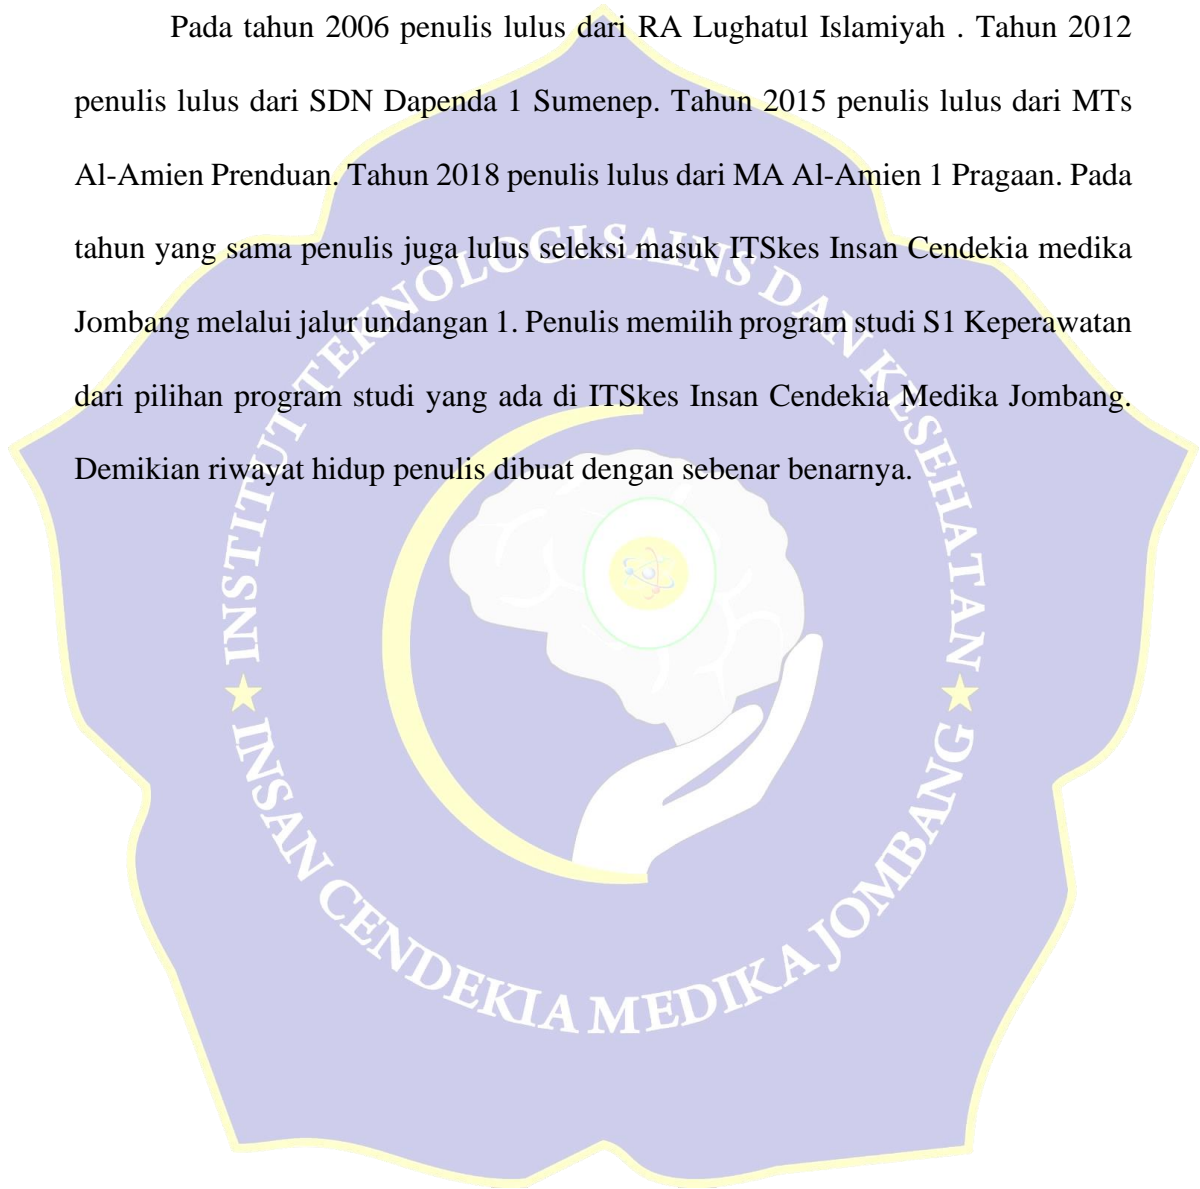 Pada tahun 2006 penulis lulus dari RA Lughatul Islamiyah . Tahun 2012
penulis lulus dari SDN Dapenda 1 Sumenep. Tahun 2015 penulis lulus dari MTs
Al-Amien Prenduan. Tahun 2018 penulis lulus dari MA Al-Amien 1 Pragaan. Pada
tahun yang sama penulis juga lulus seleksi masuk ITSkes Insan Cendekia medika
Jombang melalui jalur undangan 1. Penulis memilih program studi S1 Keperawatan
dari pilihan program studi yang ada di ITSkes Insan Cendekia Medika Jombang.
Demikian riwayat hidup penulis dibuat dengan sebenar benarnya.
INSTITUT TEKNOLOGI SAINS DAN KESEHATAN
INSAN CENDEKIA MEDIKA JOMBANG